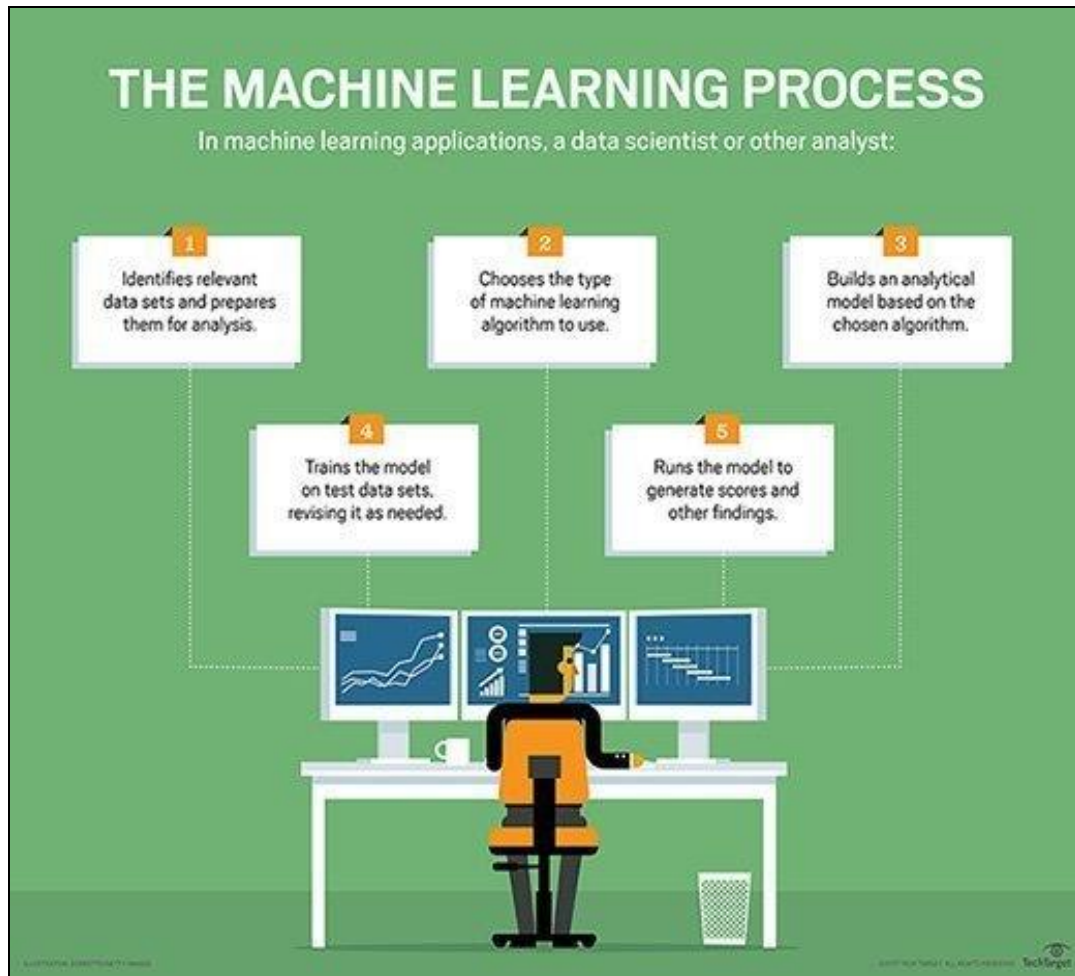 THE MACHINE LEARNING PROCESS
In machine learning applications, a data scientist or other analyst:
1
Identifies relevant
data sets and prepares
them for analysis.
2
Chooses the type
of machine learning
algorithm to use.
3
Builds an analytical
model based on the
chosen algorithm.
4
Trains the model
on test data sets,
revising it as needed.
5
Runs the model to
generate scores and
other findings.
TechTarget